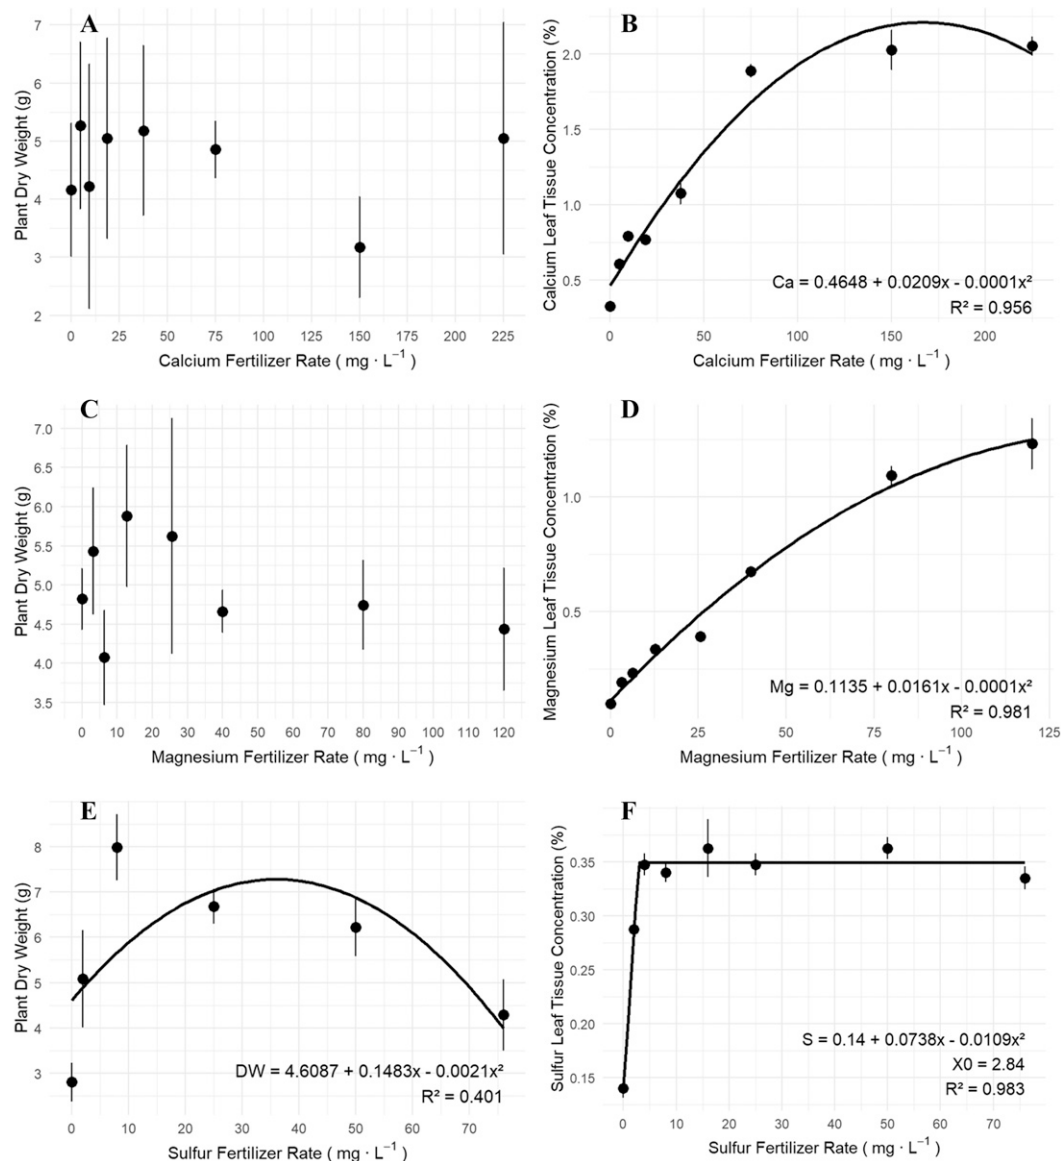 A
Plant Dry Weight (g)
7
6
5
4
3
2
0 25 50 75 100 125 150 175 200 225
Calcium Fertilizer Rate ( mg · L⁻¹ )
B
Calcium Leaf Tissue Concentration (%)
2.0
1.5
1.0
0.5
Ca = 0.4648 + 0.0209x - 0.0001x²
R² = 0.956
0 50 100 150 200
Calcium Fertilizer Rate ( mg · L⁻¹ )
C
Plant Dry Weight (g)
7.0
6.5
6.0
5.5
5.0
4.5
4.0
3.5
0 10 20 30 40 50 60 70 80 90 100 110 120
Magnesium Fertilizer Rate ( mg · L⁻¹ )
D
Magnesium Leaf Tissue Concentration (%)
1.0
0.5
Mg = 0.1135 + 0.0161x - 0.0001x²
R² = 0.981
0 25 50 75 100 125
Magnesium Fertilizer Rate ( mg · L⁻¹ )
E
Plant Dry Weight (g)
8
7
6
5
4
3
DW = 4.6087 + 0.1483x - 0.0021x²
R² = 0.401
0 10 20 30 40 50 60 70
Sulfur Fertilizer Rate ( mg · L⁻¹ )
F
Sulfur Leaf Tissue Concentration (%)
0.35
0.30
0.25
0.20
0.15
S = 0.14 + 0.0738x - 0.0109x²
X0 = 2.84
R² = 0.983
0 10 20 30 40 50 60 70
Sulfur Fertilizer Rate ( mg · L⁻¹ )